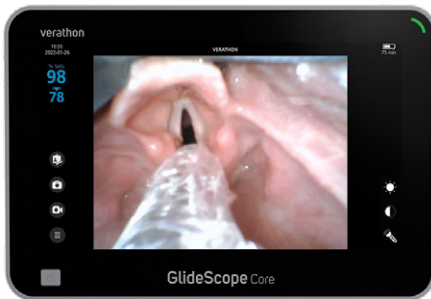 verathon
10:55
2022-01-26
VERATHON
75 min
% SpO₂
98
78
GlideScope Core